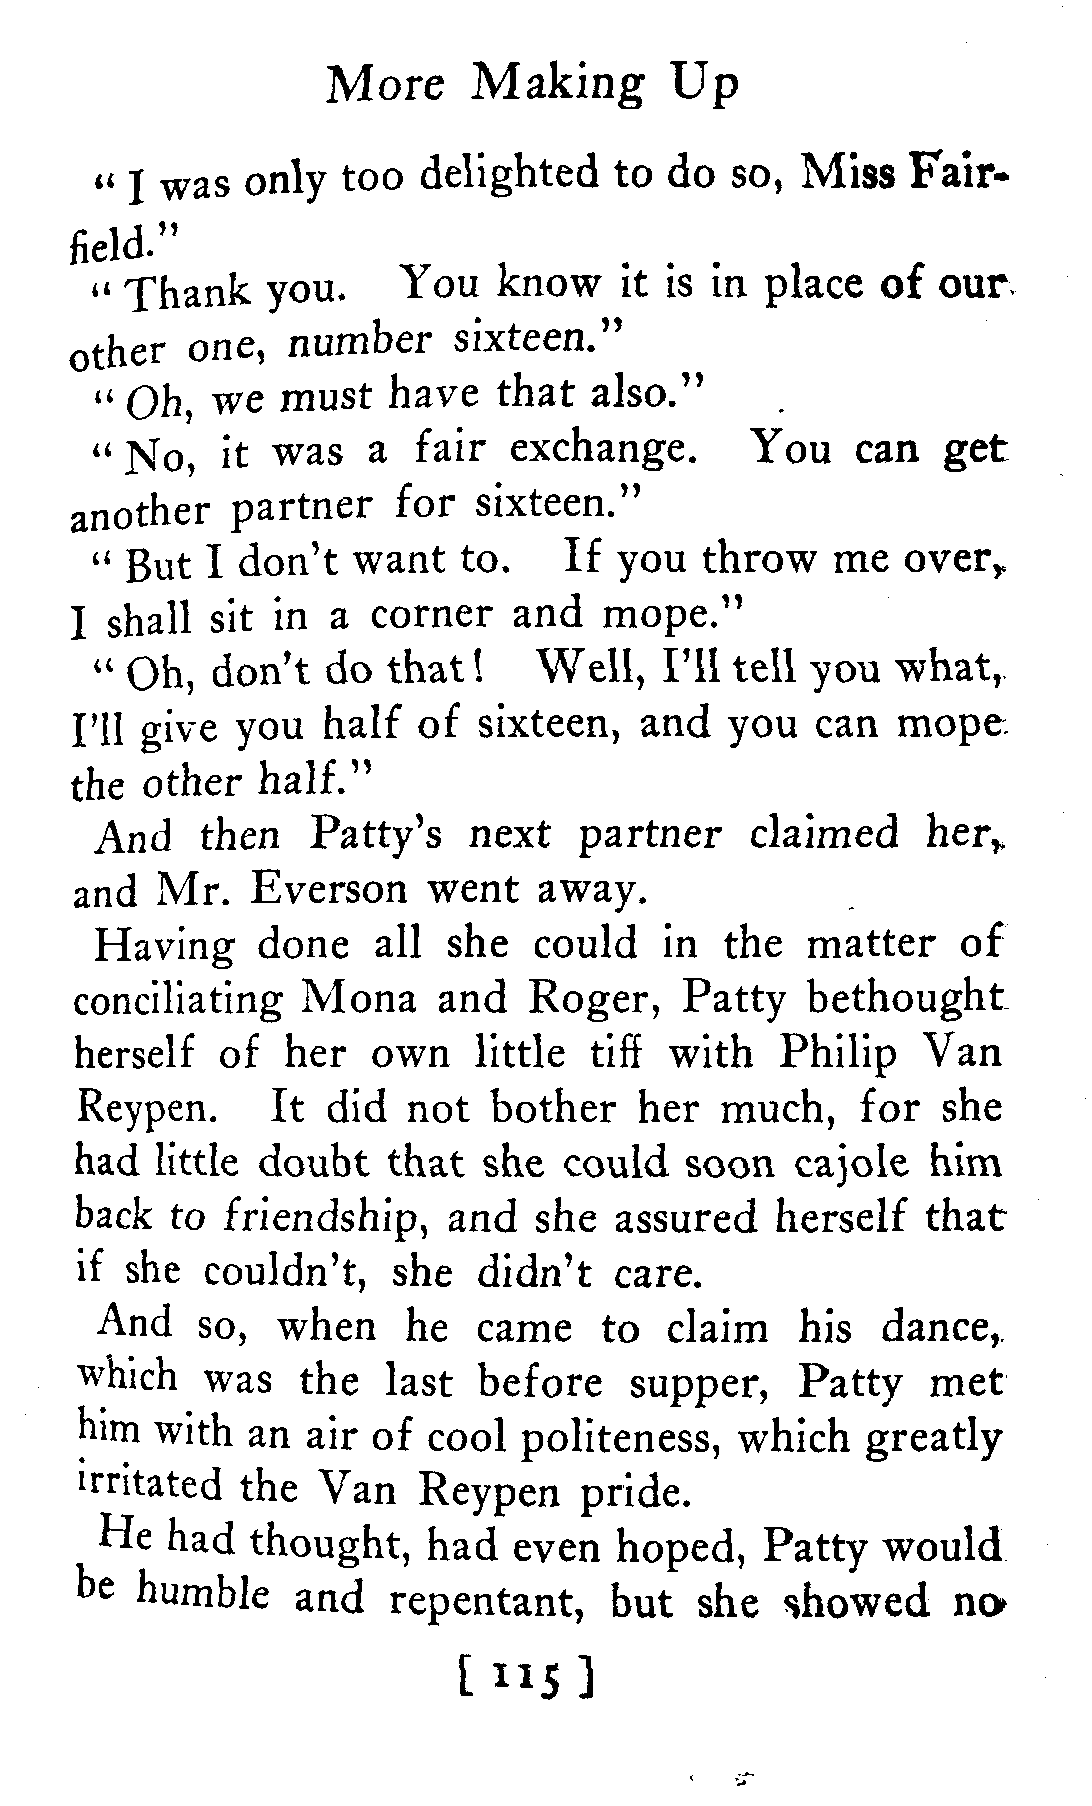 More Making Up
" I was only too delighted to do so, Miss Fair-
field."
" Thank you. You know it is in place of our
other one, number sixteen."
" Oh, we must have that also."
" No, it was a fair exchange. You can get
another partner for sixteen."
" But I don't want to. If you throw me over,
I shall sit in a corner and mope."
" Oh, don't do that! Well, I'll tell you what,
I'll give you half of sixteen, and you can mope
the other half."
And then Patty's next partner claimed her,
and Mr. Everson went away.
Having done all she could in the matter of
conciliating Mona and Roger, Patty bethought
herself of her own little tiff with Philip Van
Reypen. It did not bother her much, for she
had little doubt that she could soon cajole him
back to friendship, and she assured herself that
if she couldn't, she didn't care.
And so, when he came to claim his dance,
which was the last before supper, Patty met
him with an air of cool politeness, which greatly
irritated the Van Reypen pride.
He had thought, had even hoped, Patty would
be humble and repentant, but she showed no
[ 115 ]